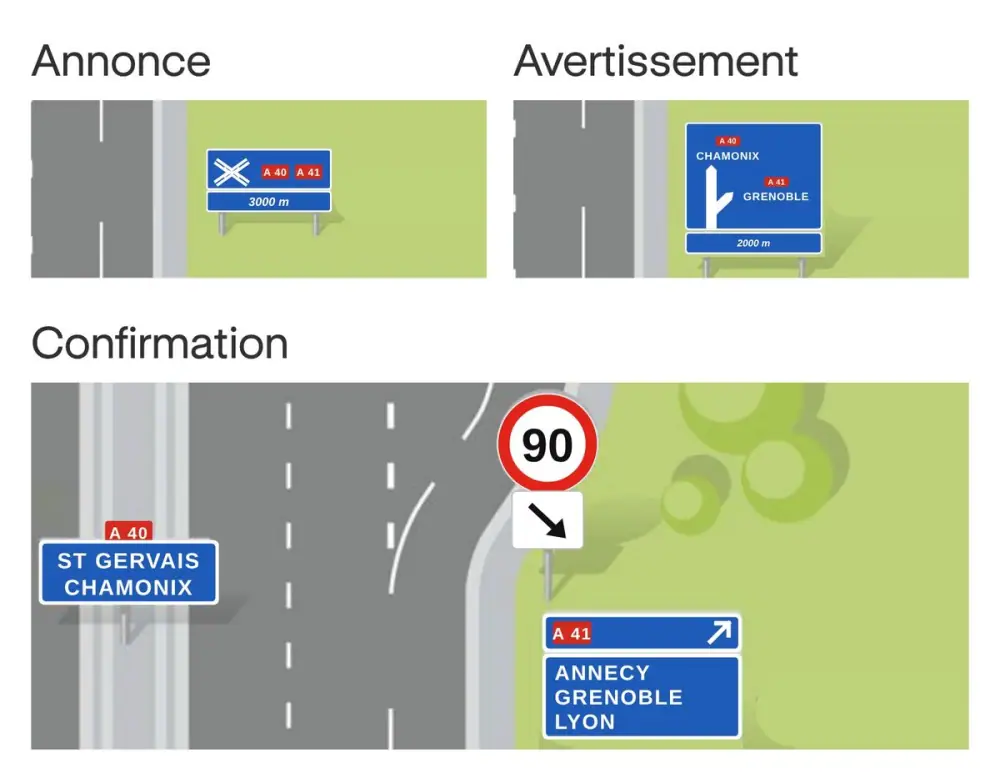 Annonce
A 40 A 41
3000 m
Avertissement
A 40
CHAMONIX
A 41
GRENOBLE
2000 m
Confirmation
90
A 40
ST GERVAIS
CHAMONIX
A 41
ANNECY
GRENOBLE
LYON